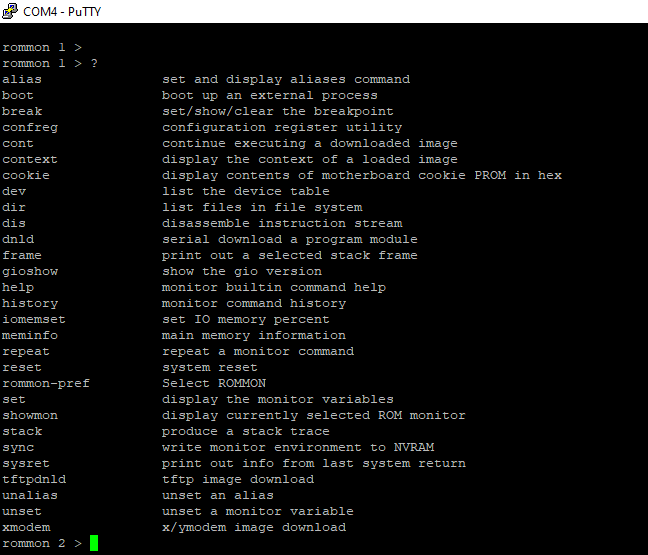 COM4 - PuTTY
rommon 1 >
rommon 1 > ?
alias set and display aliases command
boot boot up an external process
break set/show/clear the breakpoint
confreg configuration register utility
cont continue executing a downloaded image
context display the context of a loaded image
cookie display contents of motherboard cookie PROM in hex
dev list the device table
dir list files in file system
dis disassemble instruction stream
dnld serial download a program module
frame print out a selected stack frame
gioshow show the gio version
help monitor builtin command help
history monitor command history
iomemset set IO memory percent
meminfo main memory information
repeat repeat a monitor command
reset system reset
rommon-pref Select ROMMON
set display the monitor variables
showmon display currently selected ROM monitor
stack produce a stack trace
sync write monitor environment to NVRAM
sysret print out info from last system return
tftpdnld tftp image download
unalias unset an alias
unset unset a monitor variable
xmodem x/ymodem image download
rommon 2 >